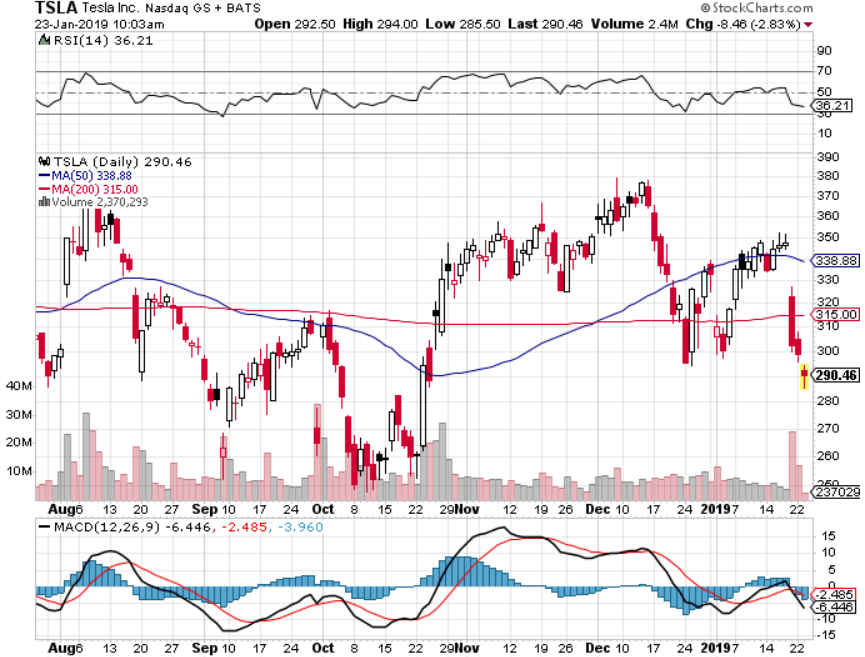 TSLA Tesla Inc. Nasdaq GS + BATS © StockCharts.com
23-Jan-2019 10:03am Open 292.50 High 294.00 Low 285.50 Last 290.46 Volume 2.4M Chg -8.46 (-2.83%)
RSI(14) 36.21
90
70
50
36.21
30
10
TSLA (Daily) 290.46
MA(50) 338.88
MA(200) 315.00
Volume 2,370,293
390
380
370
360
350
338.88
330
320
315.00
310
300
290.46
280
270
260
250
2370293
40M
30M
20M
10M
Aug 6 13 20 27 Sep 10 17 24 Oct 8 15 22 29 Nov 12 19 26 Dec 10 17 24 2019 7 14 22
MACD(12,26,9) -6.446, -2.485, -3.960
15
10
5
0
-2.485
-6.446
-10
-15
Aug 6 13 20 27 Sep 10 17 24 Oct 8 15 22 29 Nov 12 19 26 Dec 10 17 24 2019 7 14 22